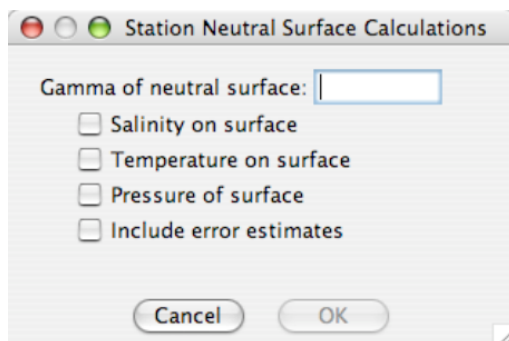 Station Neutral Surface Calculations
Gamma of neutral surface:
Salinity on surface
Temperature on surface
Pressure of surface
Include error estimates
Cancel OK